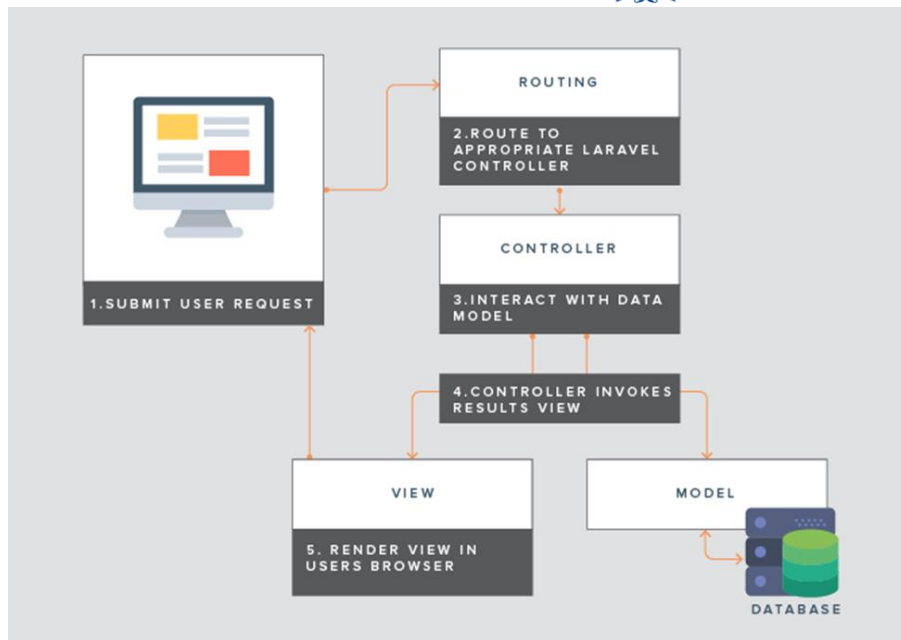 ROUTING
2.ROUTE TO
APPROPRIATE LARAVEL
CONTROLLER
1.SUBMIT USER REQUEST
CONTROLLER
3.INTERACT WITH DATA
MODEL
4.CONTROLLER INVOKES
RESULTS VIEW
VIEW
5. RENDER VIEW IN
USERS BROWSER
MODEL
DATABASE